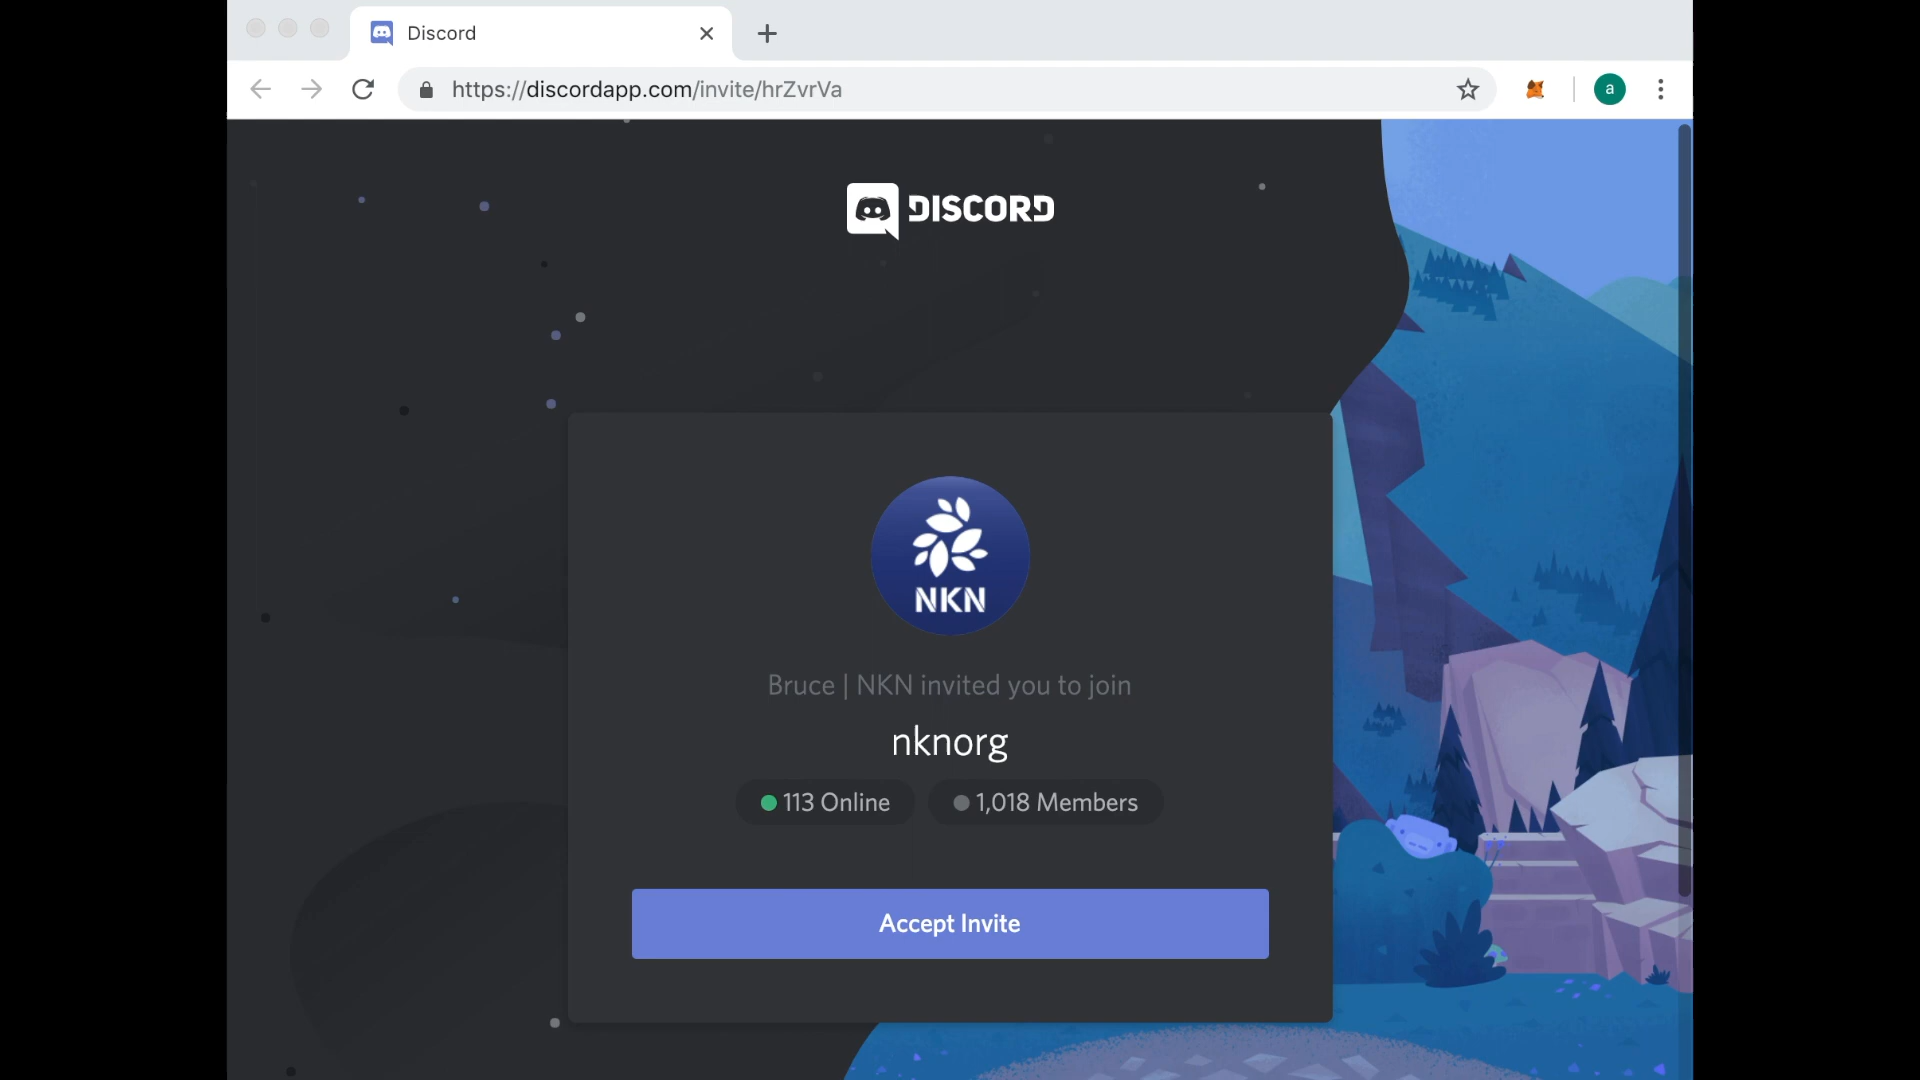 Discord
https://discordapp.com/invite/hrZvrVa
a
DISCORD
NKN
Bruce | NKN invited you to join
nknorg
113 Online
1,018 Members
Accept Invite